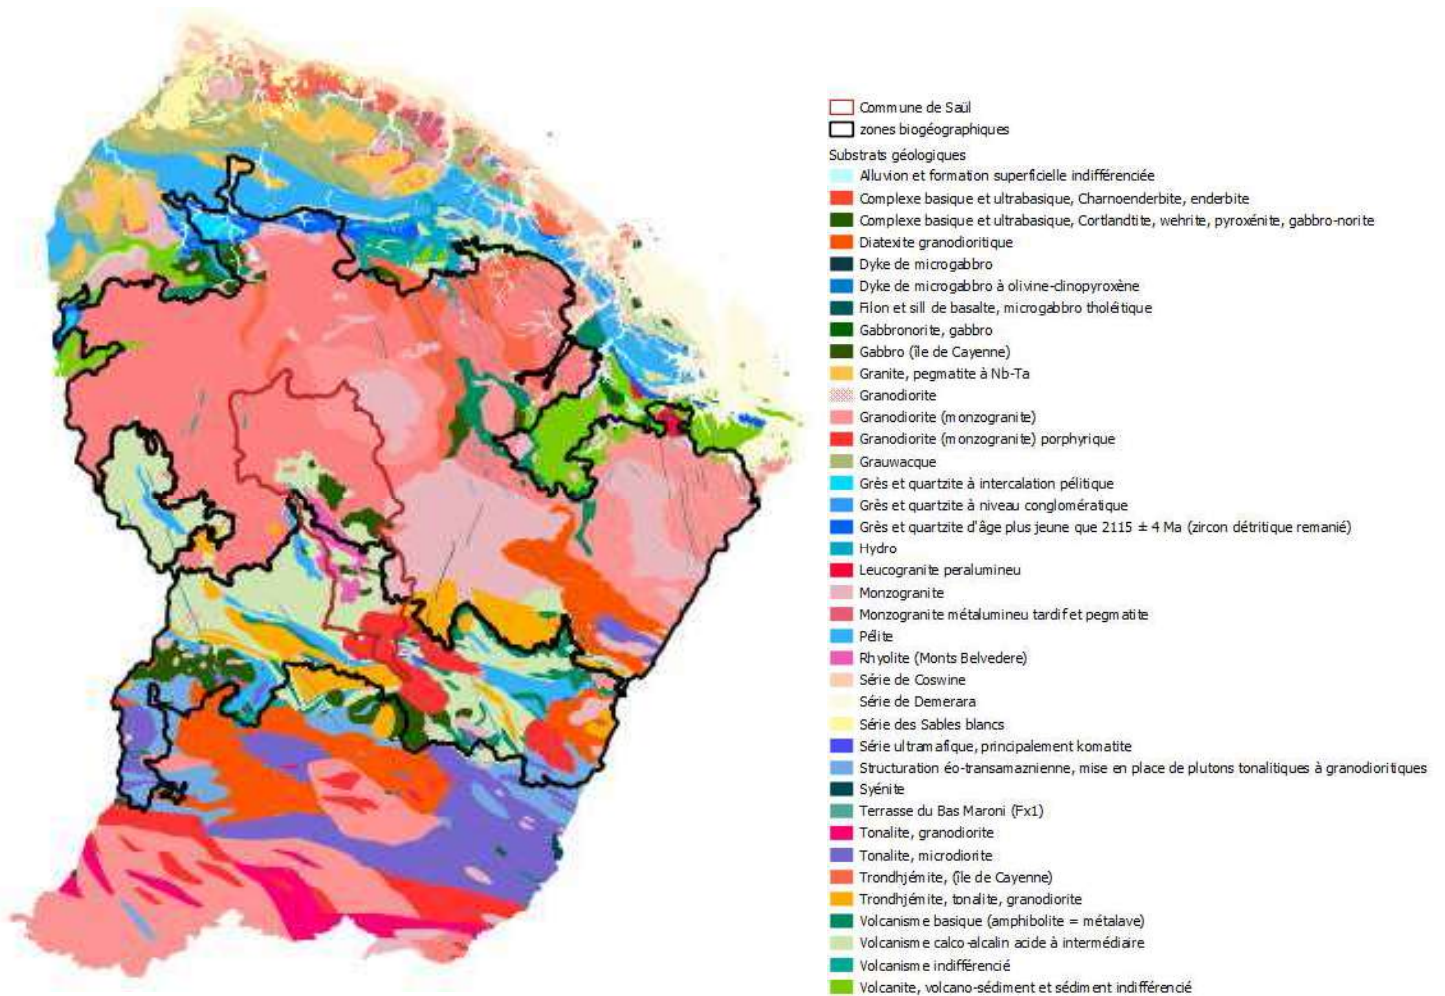 Commune de Saül
zones biogéographiques
Substrats géologiques
Alluvion et formation superficielle indifférenciée
Complexe basique et ultrabasique, Charnoenderbite, enderbite
Complexe basique et ultrabasique, Cortlandtite, wehrite, pyroxénite, gabbro-norite
Diatexite granodioritique
Dyke de microgabbro
Dyke de microgabbro à olivine-clinopyroxène
Filon et sill de basalte, microgabbro tholéitique
Gabbronorite, gabbro
Gabbro (île de Cayenne)
Granite, pegmatite à Nb-Ta
Granodiorite
Granodiorite (monzogranite)
Granodiorite (monzogranite) porphyrique
Grauwacque
Grès et quartzite à intercalation pélitique
Grès et quartzite à niveau conglomératique
Grès et quartzite d'âge plus jeune que 2115 ± 4 Ma (zircon détritique remanié)
Hydro
Leucogranite peralumineu
Monzogranite
Monzogranite métalumineu tardif et pegmatite
Pélite
Rhyolite (Monts Belvedere)
Série de Coswine
Série de Demerara
Série des Sables blancs
Série ultramafique, principalement komatite
Structuration éo-transamaznienne, mise en place de plutons tonalitiques à granodioritiques
Syénite
Terrasse du Bas Maroni (Fx1)
Tonalite, granodiorite
Tonalite, microdiorite
Trondhjémite, (île de Cayenne)
Trondhjémite, tonalite, granodiorite
Volcanisme basique (amphibolite = métalave)
Volcanisme calco-alcalin acide à intermédiaire
Volcanisme indifférencié
Volcanite, volcano-sédiment et sédiment indifférencié